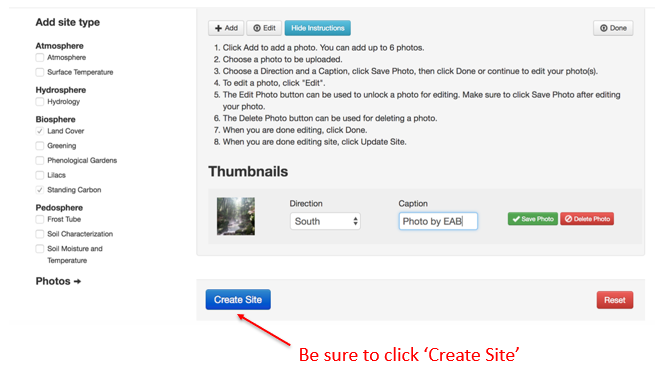 Add site type
Atmosphere
Atmosphere
Surface Temperature
Hydrosphere
Hydrology
Biosphere
Land Cover
Greening
Phenological Gardens
Lilacs
Standing Carbon
Pedosphere
Frost Tube
Soil Characterization
Soil Moisture and
Temperature
Photos
Add Edit Hide Instructions Done
1. Click Add to add a photo. You can add up to 6 photos.
2. Choose a photo to be uploaded.
3. Choose a Direction and a Caption, click Save Photo, then click Done or continue to edit your photo(s).
4. To edit a photo, click "Edit".
5. The Edit Photo button can be used to unlock a photo for editing. Make sure to click Save Photo after editing
your photo.
6. The Delete Photo button can be used for deleting a photo.
7. When you are done editing, click Done.
8. When you are done editing site, click Update Site.
Thumbnails
Direction Caption
South Photo by EAB Save Photo Delete Photo
Create Site Reset
Be sure to click ‘Create Site’